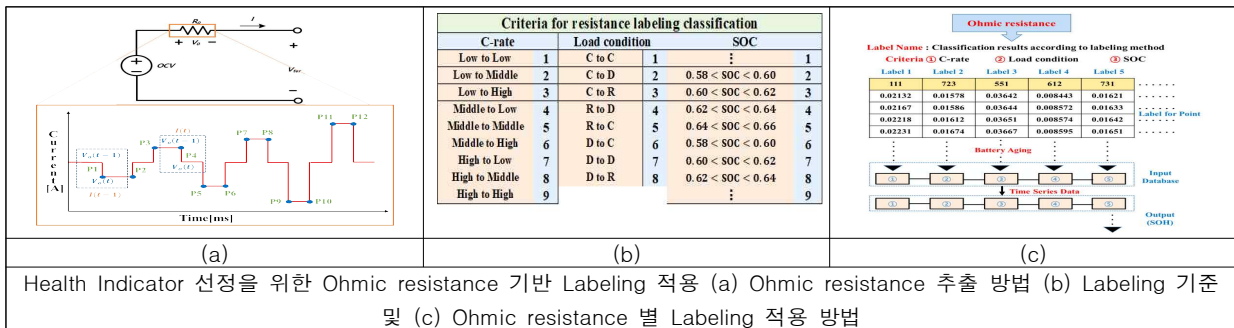 R₀
I
+ V₀ −
+
−
OCV
+
Vₜₑᵣ
−
Current
[A]
I(t)
V₀(t−1)
V₀(t−1)
V₀(t)
V₀(t)
I(t−1)
P1
P2
P3
P4
P5
P6
P7
P8
P9
P10
P11
P12
Time[ms]
(a)
Criteria for resistance labeling classification
C-rate Load condition SOC
Low to Low 1 C to C 1 ⋮ 1
Low to Middle 2 C to D 2 0.58 < SOC < 0.60 2
Low to High 3 C to R 3 0.60 < SOC < 0.62 3
Middle to Low 4 R to D 4 0.62 < SOC < 0.64 4
Middle to Middle 5 R to C 5 0.64 < SOC < 0.66 5
Middle to High 6 D to C 6 0.58 < SOC < 0.60 6
High to Low 7 D to D 7 0.60 < SOC < 0.62 7
High to Middle 8 D to R 8 0.62 < SOC < 0.64 8
High to High 9 ⋮ 9
(b)
Ohmic resistance
Label Name : Classification results according to labeling method
Criteria ① C-rate ② Load condition ③ SOC
Label 1 Label 2 Label 3 Label 4 Label 5
111 723 551 612 731 ······
0.02132 0.01578 0.03642 0.008443 0.01621 ······
0.02167 0.01586 0.03644 0.008572 0.01633 ······
0.02218 0.01612 0.03651 0.008574 0.01642 ······
0.02231 0.01674 0.03667 0.008595 0.01651 ······
Label for Point
Battery Aging
① ② ③ ④ ⑤
Input
Database
Time Series Data
① ② ③ ④ ⑤
Output
(SOH)
(c)
Health Indicator 선정을 위한 Ohmic resistance 기반 Labeling 적용 (a) Ohmic resistance 추출 방법 (b) Labeling 기준
및 (c) Ohmic resistance 별 Labeling 적용 방법